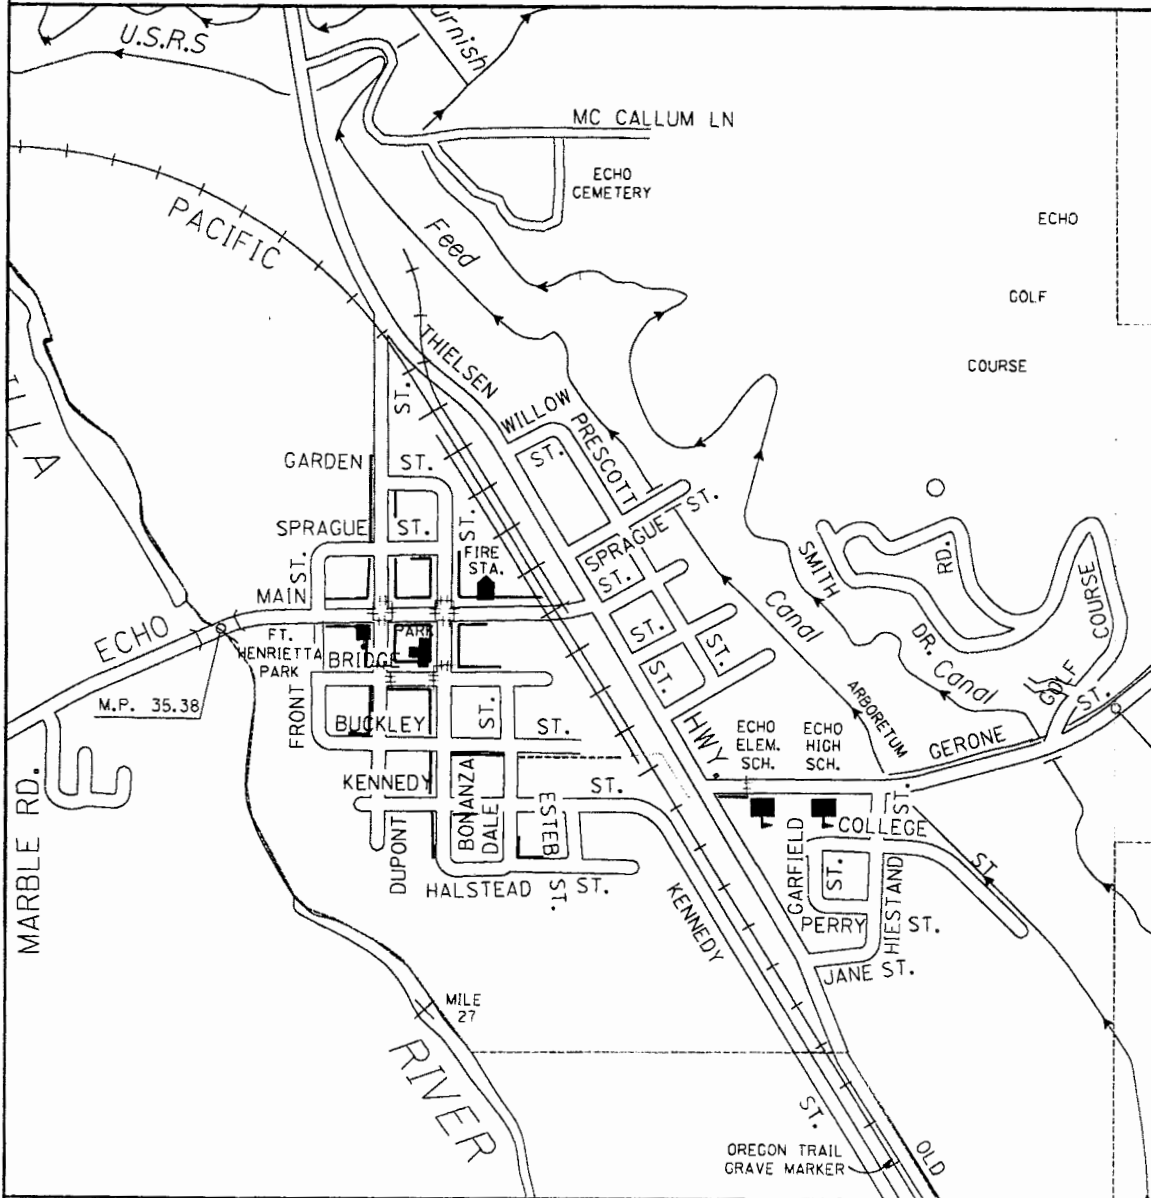 U.S.R.S
urnish
MC CALLUM LN
ECHO
CEMETERY
PACIFIC
Feed
ECHO
GOLF
COURSE
THIELSEN
ST.
WILLOW
ST.
PRESCOTT
GARDEN ST.
SPRAGUE ST.
ST.
ST.
FIRE
STA.
SPRAGUE ST.
ST.
MAIN
ECHO
FT.
HENRIETTA
PARK
PARK
BRIDGE
M.P. 35.38
FRONT
BUCKLEY ST.
ST.
KENNEDY ST.
BONANZA
DALE
ESTEB
ST.
DUPONT
HALSTEAD ST.
MARBLE RD.
ILLA
ST.
ST.
ST.
HWY.
Canal
SMITH
DR.
RD.
Canal
GOLF
COURSE
ARBORETUM
GERONE ST.
ECHO
ELEM.
SCH.
ECHO
HIGH
SCH.
ST.
COLLEGE ST.
GARFIELD
ST.
HIESTAND
PERRY ST.
JANE ST.
KENNEDY
ST.
MILE
27
RIVER
OREGON TRAIL
GRAVE MARKER
OLD